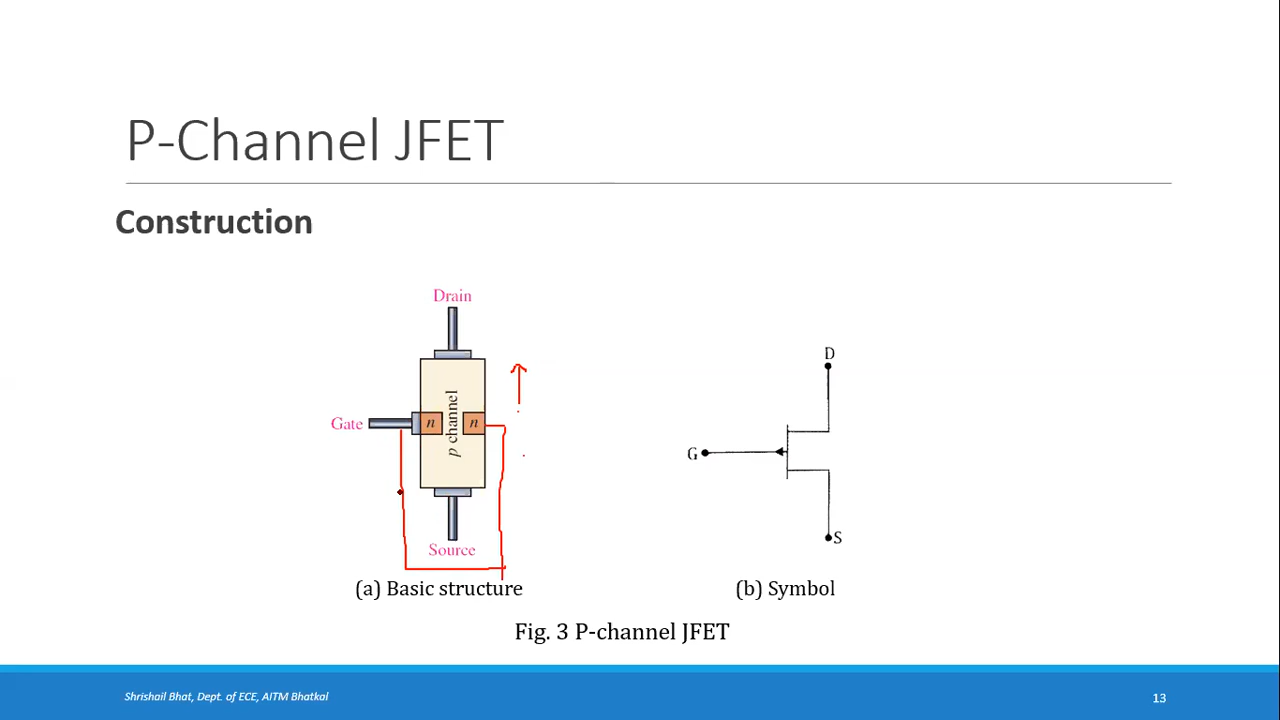 P-Channel JFET
Construction
Drain
Gate
n
p channel
n
Source
(a) Basic structure
D
G
S
(b) Symbol
Fig. 3 P-channel JFET
Shrishail Bhat, Dept. of ECE, AITM Bhatkal
13